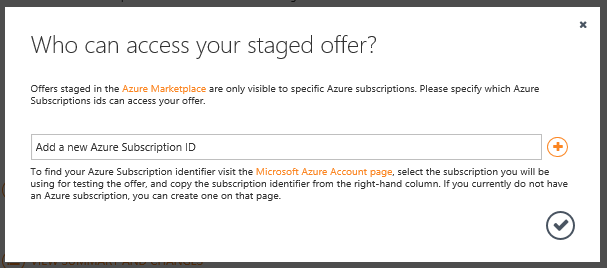 Who can access your staged offer?
Offers staged in the Azure Marketplace are only visible to specific Azure subscriptions. Please specify which Azure
Subscriptions ids can access your offer.
Add a new Azure Subscription ID
To find your Azure Subscription identifier visit the Microsoft Azure Account page, select the subscription you will be
using for testing the offer, and copy the subscription identifier from the right-hand column. If you currently do not have
an Azure subscription, you can create one on that page.
VIEW SUMMARY AND CHANGES